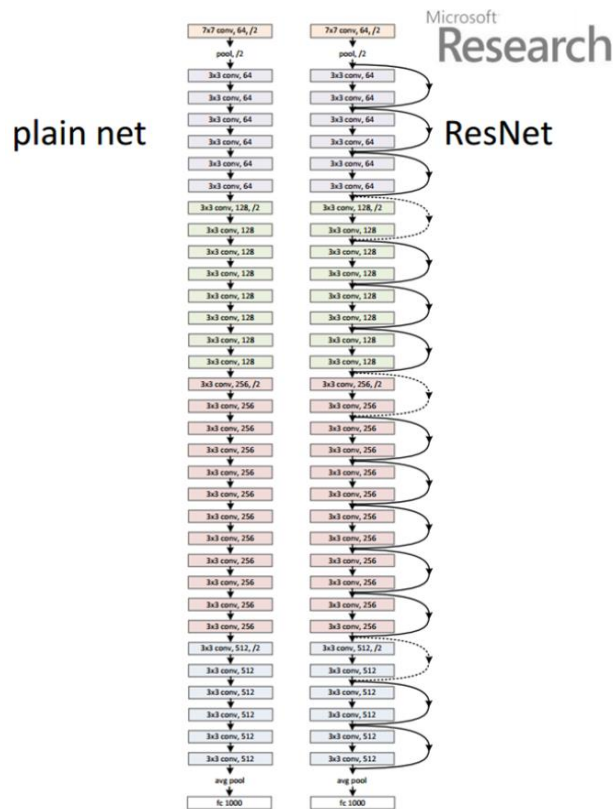 Microsoft
Research
plain net
7x7 conv, 64, /2
pool, /2
3x3 conv, 64
3x3 conv, 64
3x3 conv, 64
3x3 conv, 64
3x3 conv, 64
3x3 conv, 64
3x3 conv, 128, /2
3x3 conv, 128
3x3 conv, 128
3x3 conv, 128
3x3 conv, 128
3x3 conv, 128
3x3 conv, 128
3x3 conv, 128
3x3 conv, 256, /2
3x3 conv, 256
3x3 conv, 256
3x3 conv, 256
3x3 conv, 256
3x3 conv, 256
3x3 conv, 256
3x3 conv, 256
3x3 conv, 256
3x3 conv, 256
3x3 conv, 256
3x3 conv, 256
3x3 conv, 512, /2
3x3 conv, 512
3x3 conv, 512
3x3 conv, 512
3x3 conv, 512
3x3 conv, 512
avg pool
fc 1000
ResNet
7x7 conv, 64, /2
pool, /2
3x3 conv, 64
3x3 conv, 64
3x3 conv, 64
3x3 conv, 64
3x3 conv, 64
3x3 conv, 64
3x3 conv, 128, /2
3x3 conv, 128
3x3 conv, 128
3x3 conv, 128
3x3 conv, 128
3x3 conv, 128
3x3 conv, 128
3x3 conv, 128
3x3 conv, 256, /2
3x3 conv, 256
3x3 conv, 256
3x3 conv, 256
3x3 conv, 256
3x3 conv, 256
3x3 conv, 256
3x3 conv, 256
3x3 conv, 256
3x3 conv, 256
3x3 conv, 256
3x3 conv, 256
3x3 conv, 512, /2
3x3 conv, 512
3x3 conv, 512
3x3 conv, 512
3x3 conv, 512
3x3 conv, 512
avg pool
fc 1000